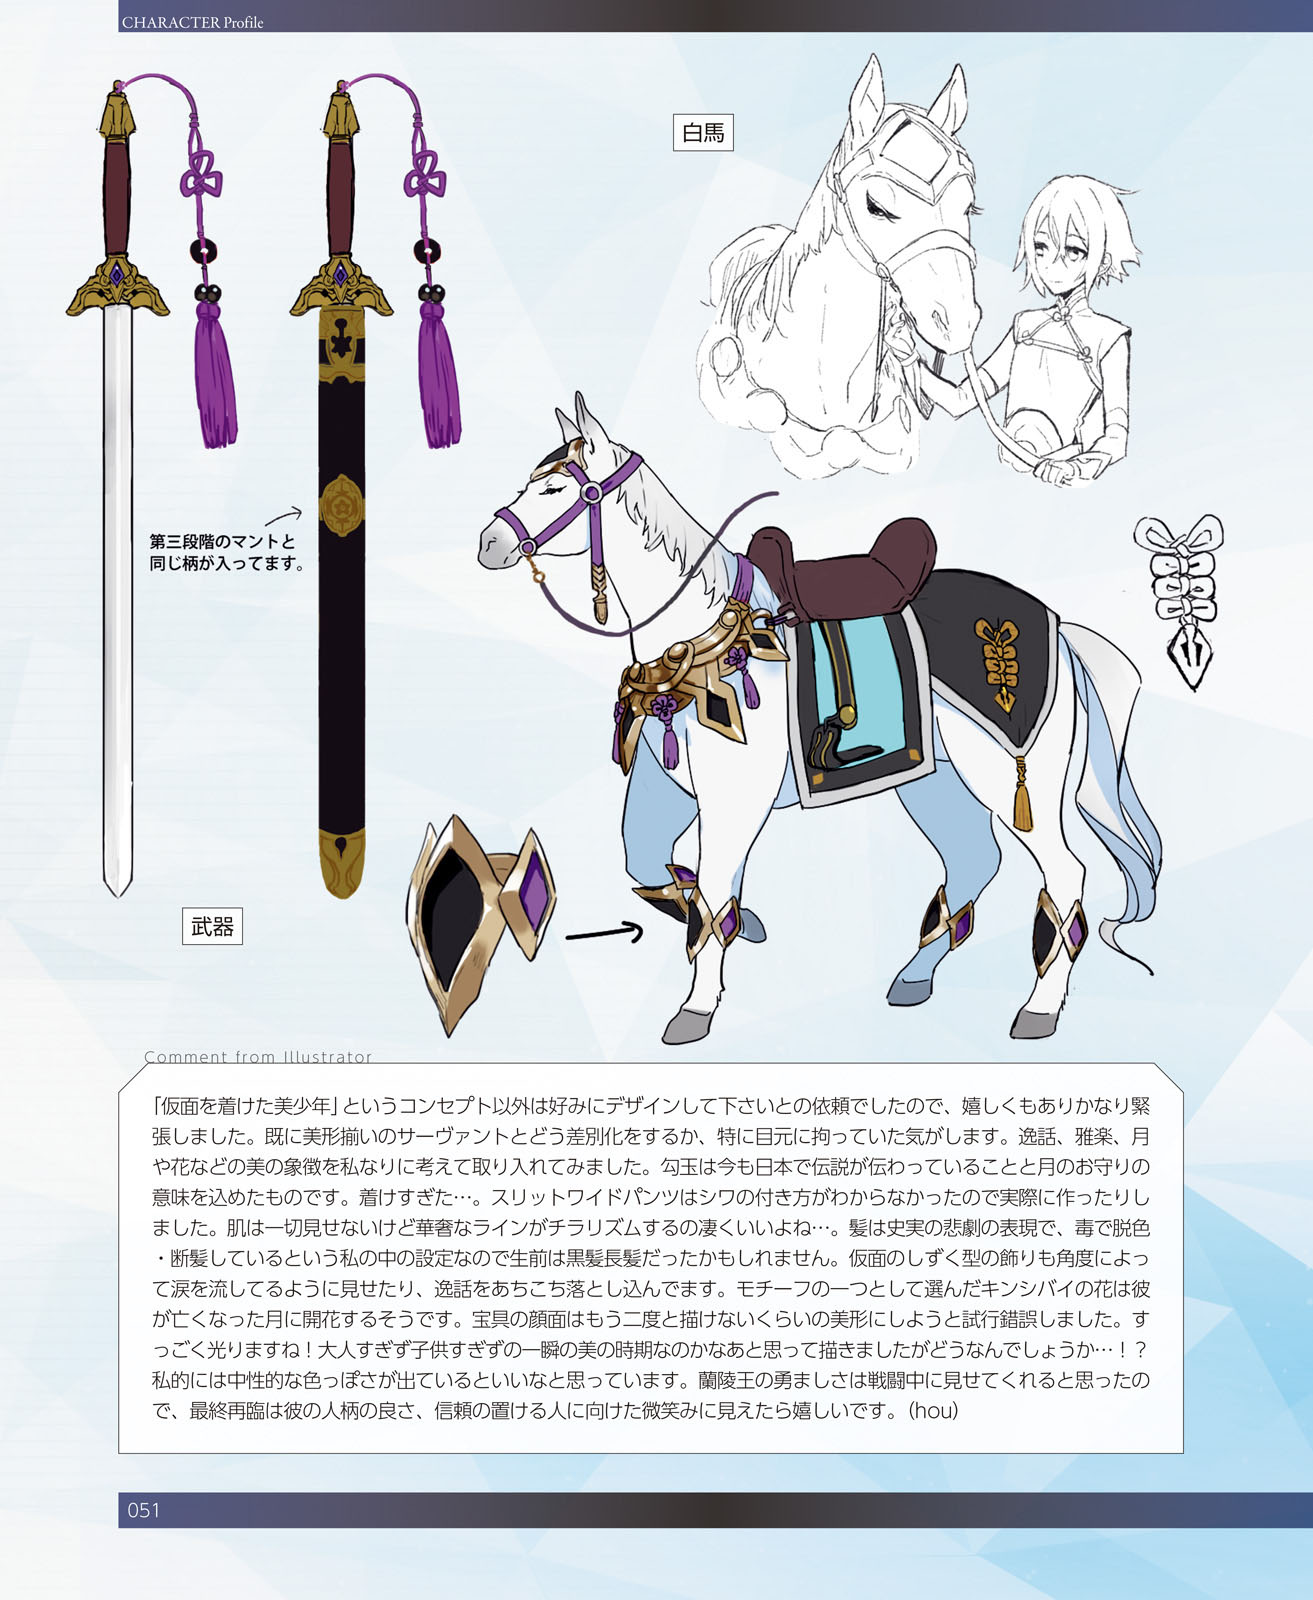 CHARACTER Profile
白馬
第三段階のマントと
同じ柄が入ってます。
武器
Comment from Illustrator
「仮面を着けた美少年」というコンセプト以外は好みにデザインして下さいとの依頼でしたので、嬉しくもありかなり緊
張しました。既に美形揃いのサーヴァントとどう差別化をするか、特に目元に拘っていた気がします。逸話、雅楽、月
や花などの美の象徴を私なりに考えて取り入れてみました。勾玉は今も日本で伝説が伝わっていることと月のお守りの
意味を込めたものです。着けすぎた…。スリットワイドパンツはシワの付き方がわからなかったので実際に作ったりし
ました。肌は一切見せないけど華奢なラインがチラリズムするの凄くいいよね…。髪は史実の悲劇の表現で、毒で脱色
・断髪しているという私の中の設定なので生前は黒髪長髪だったかもしれません。仮面のしずく型の飾りも角度によっ
て涙を流してるように見せたり、逸話をあちこち落とし込んでます。モチーフの一つとして選んだキンシバイの花は彼
が亡くなった月に開花するそうです。宝具の顔面はもう二度と描けないくらいの美形にしようと試行錯誤しました。す
っごく光りますね！大人すぎず子供すぎずの一瞬の美の時期なのかなあと思って描きましたがどうなんでしょうか…！？
私的には中性的な色っぽさが出ているといいなと思っています。蘭陵王の勇ましさは戦闘中に見せてくれると思ったの
で、最終再臨は彼の人柄の良さ、信頼の置ける人に向けた微笑みに見えたら嬉しいです。（hou）
051